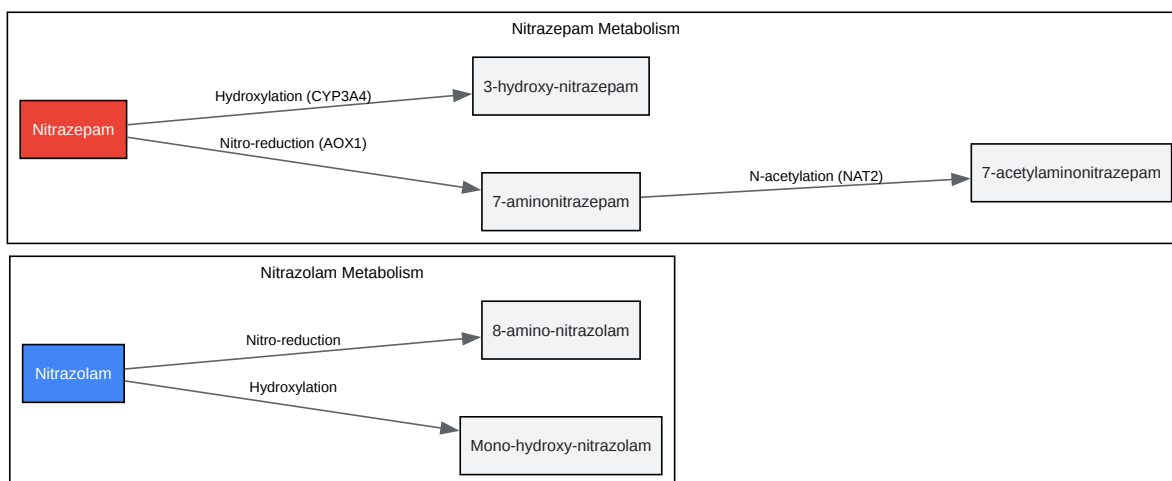 Nitrazepam Metabolism
3-hydroxy-nitrazepam
Hydroxylation (CYP3A4)
Nitrazepam
Nitro-reduction (AOX1)
7-aminonitrazepam
N-acetylation (NAT2)
7-acetylaminonitrazepam
Nitrazolam Metabolism
8-amino-nitrazolam
Nitro-reduction
Nitrazolam
Hydroxylation
Mono-hydroxy-nitrazolam